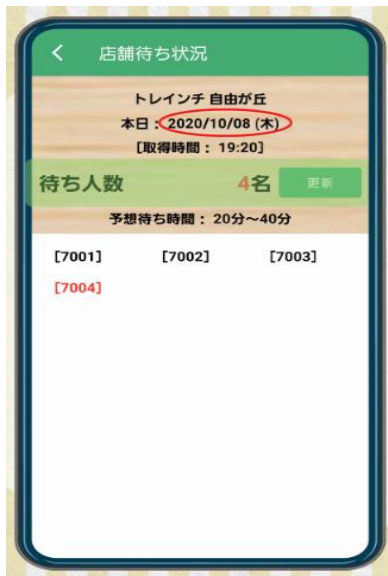 < 店舗待ち状況
トレインチ 自由が丘
本日：2020/10/08 (木)
[取得時間： 19:20]
待ち人数 4名 更新
予想待ち時間： 20分～40分
[7001] [7002] [7003]
[7004]